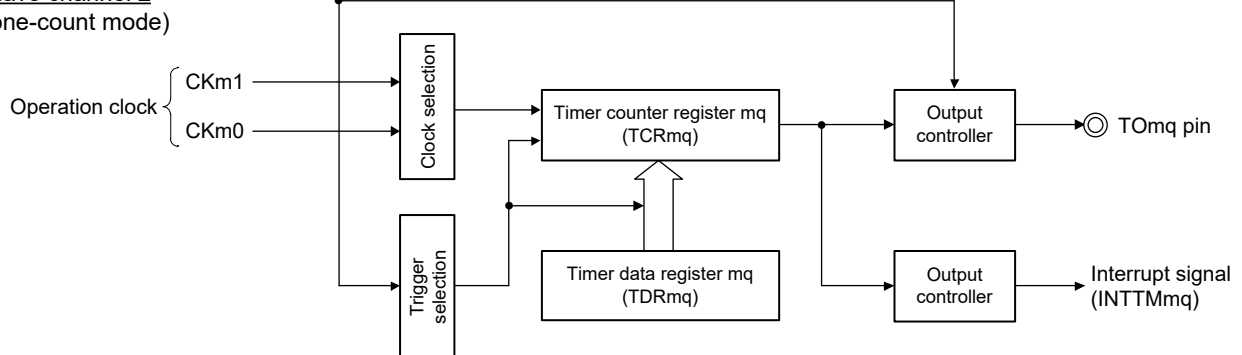 one-count mode)
Operation clock
CKm1
CKm0
Clock selection
Timer counter register mq
(TCRmq)
Output
controller
TOmq pin
Trigger
selection
Timer data register mq
(TDRmq)
Output
controller
Interrupt signal
(INTTMmq)